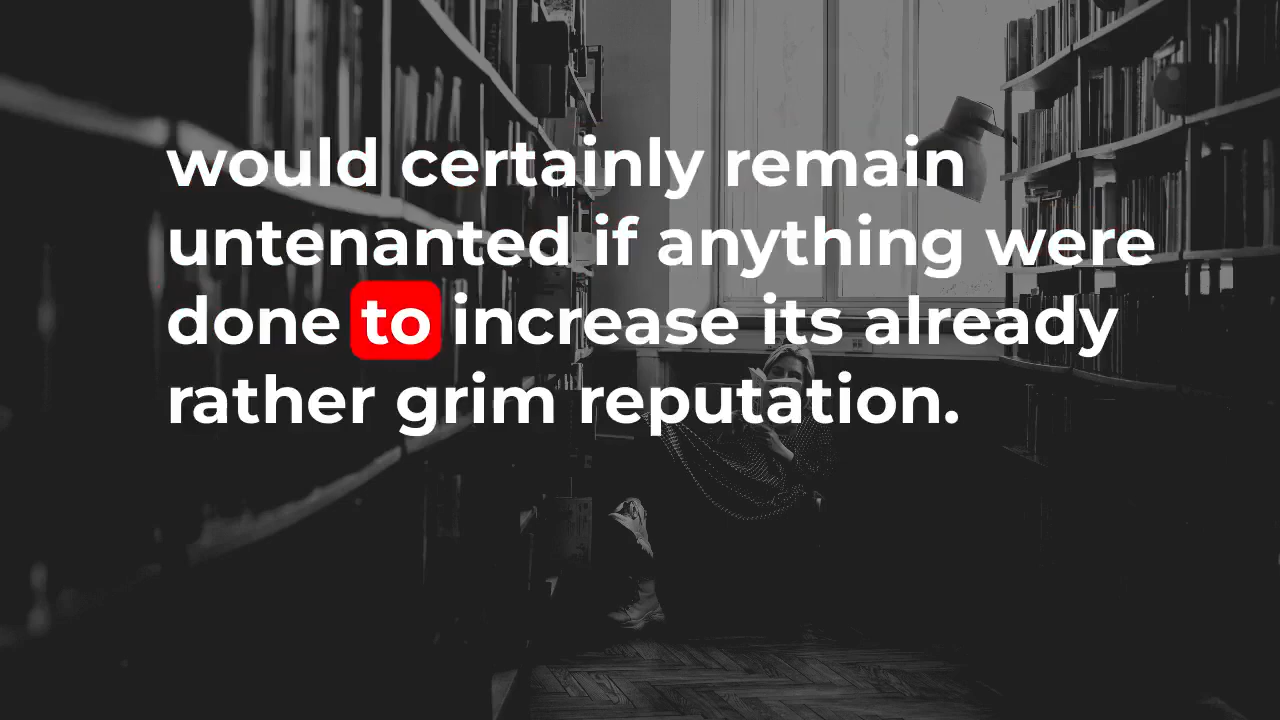 would certainly remain
untenanted if anything were
done to increase its already
rather grim reputation.